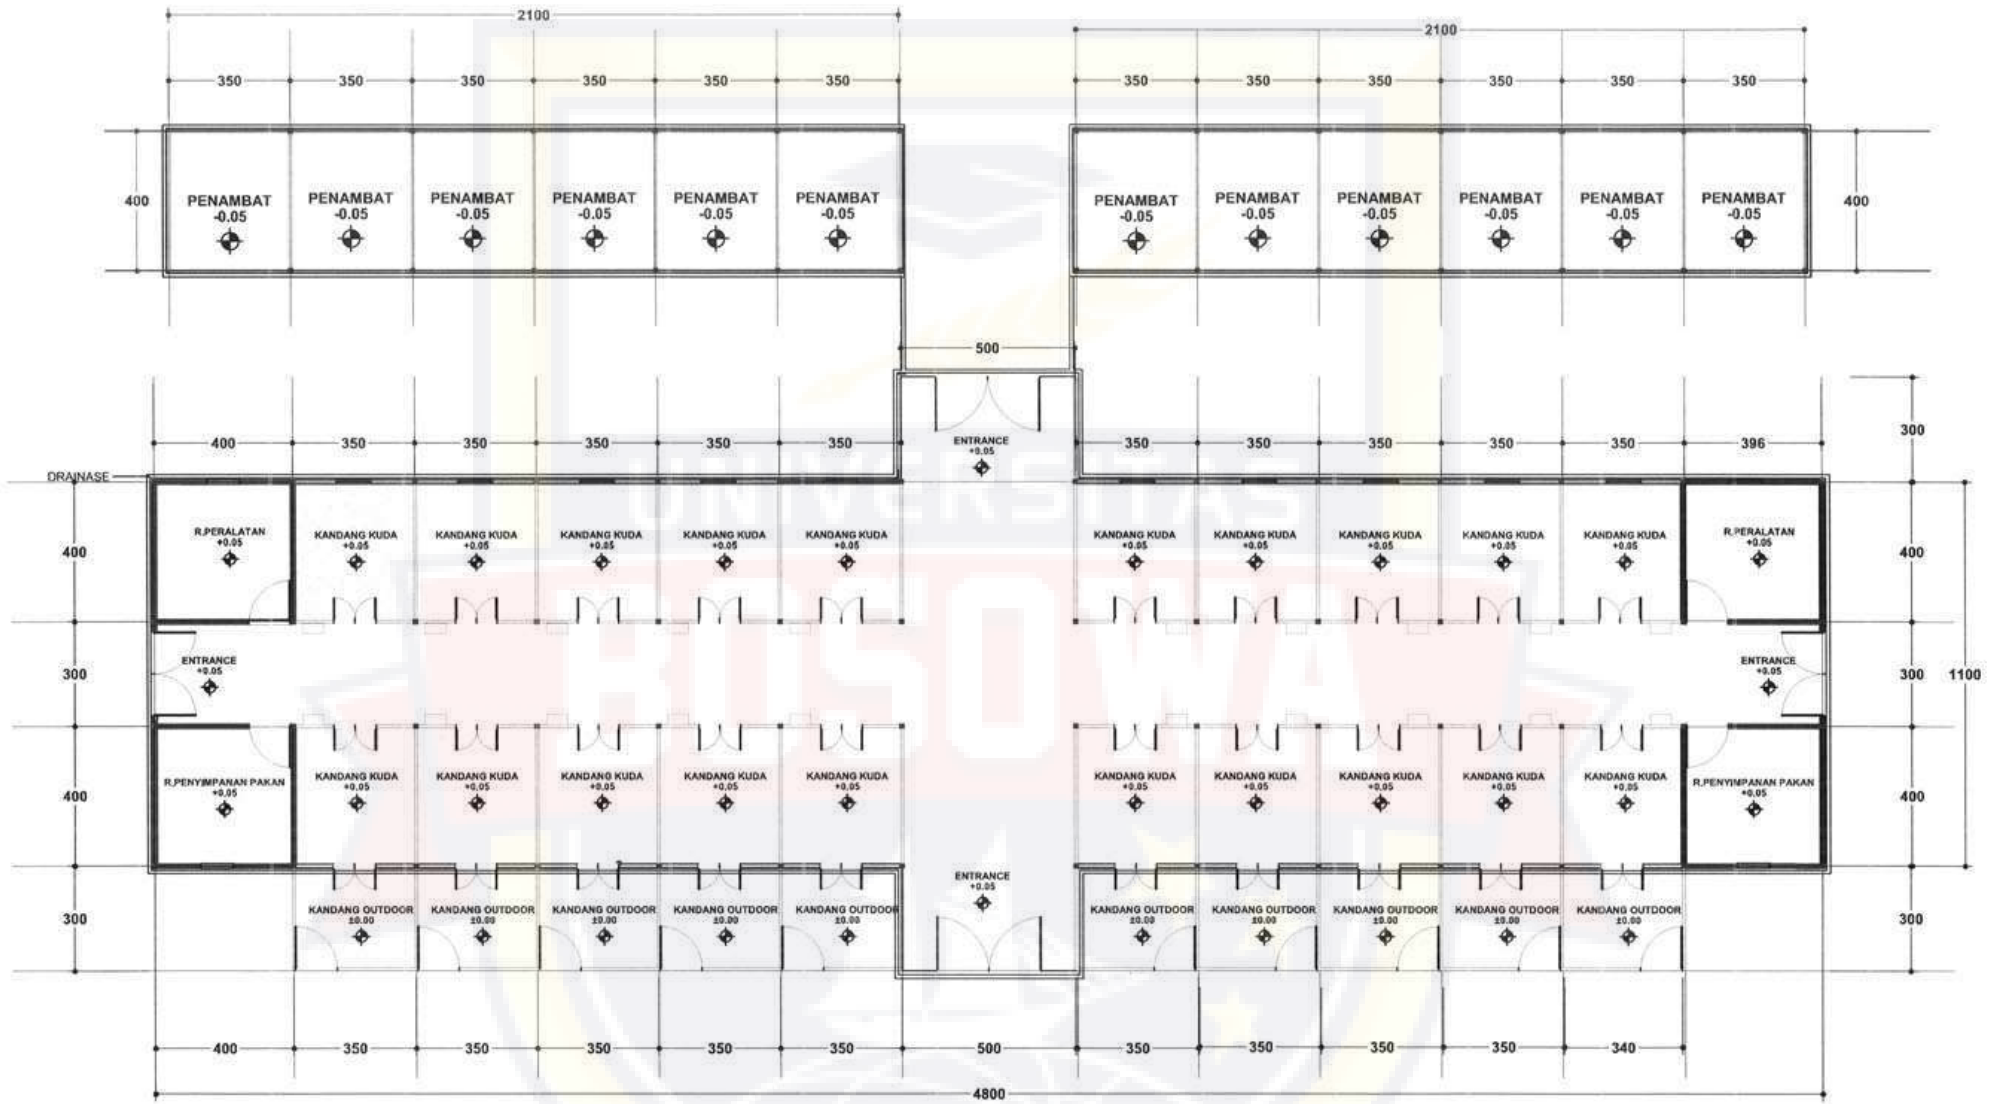 2100
2100
350 350 350 350 350 350 350 350 350 350 350 350
400 400
PENAMBAT PENAMBAT PENAMBAT PENAMBAT PENAMBAT PENAMBAT PENAMBAT PENAMBAT PENAMBAT PENAMBAT PENAMBAT PENAMBAT
-0.05 -0.05 -0.05 -0.05 -0.05 -0.05 -0.05 -0.05 -0.05 -0.05 -0.05 -0.05
500
400 350 350 350 350 350 350 350 350 350 350 396
300
ENTRANCE
+0.05
UNIVERSITAS
DRAINASE
R.PERALATAN KANDANG KUDA KANDANG KUDA KANDANG KUDA KANDANG KUDA KANDANG KUDA KANDANG KUDA KANDANG KUDA KANDANG KUDA KANDANG KUDA KANDANG KUDA R.PERALATAN
+0.05 +0.05 +0.05 +0.05 +0.05 +0.05 +0.05 +0.05 +0.05 +0.05 +0.05 +0.05
400 400
BOSOWA
ENTRANCE ENTRANCE
+0.05 +0.05
300 300 1100
R.PENYIMPANAN PAKAN KANDANG KUDA KANDANG KUDA KANDANG KUDA KANDANG KUDA KANDANG KUDA KANDANG KUDA KANDANG KUDA KANDANG KUDA KANDANG KUDA KANDANG KUDA R.PENYIMPANAN PAKAN
+0.05 +0.05 +0.05 +0.05 +0.05 +0.05 +0.05 +0.05 +0.05 +0.05 +0.05 +0.05
400 400
ENTRANCE
+0.05
KANDANG OUTDOOR KANDANG OUTDOOR KANDANG OUTDOOR KANDANG OUTDOOR KANDANG OUTDOOR KANDANG OUTDOOR KANDANG OUTDOOR KANDANG OUTDOOR KANDANG OUTDOOR KANDANG OUTDOOR
±0.00 ±0.00 ±0.00 ±0.00 ±0.00 ±0.00 ±0.00 ±0.00 ±0.00 ±0.00
300 300
400 350 350 350 350 350 500 350 350 350 350 340
4800